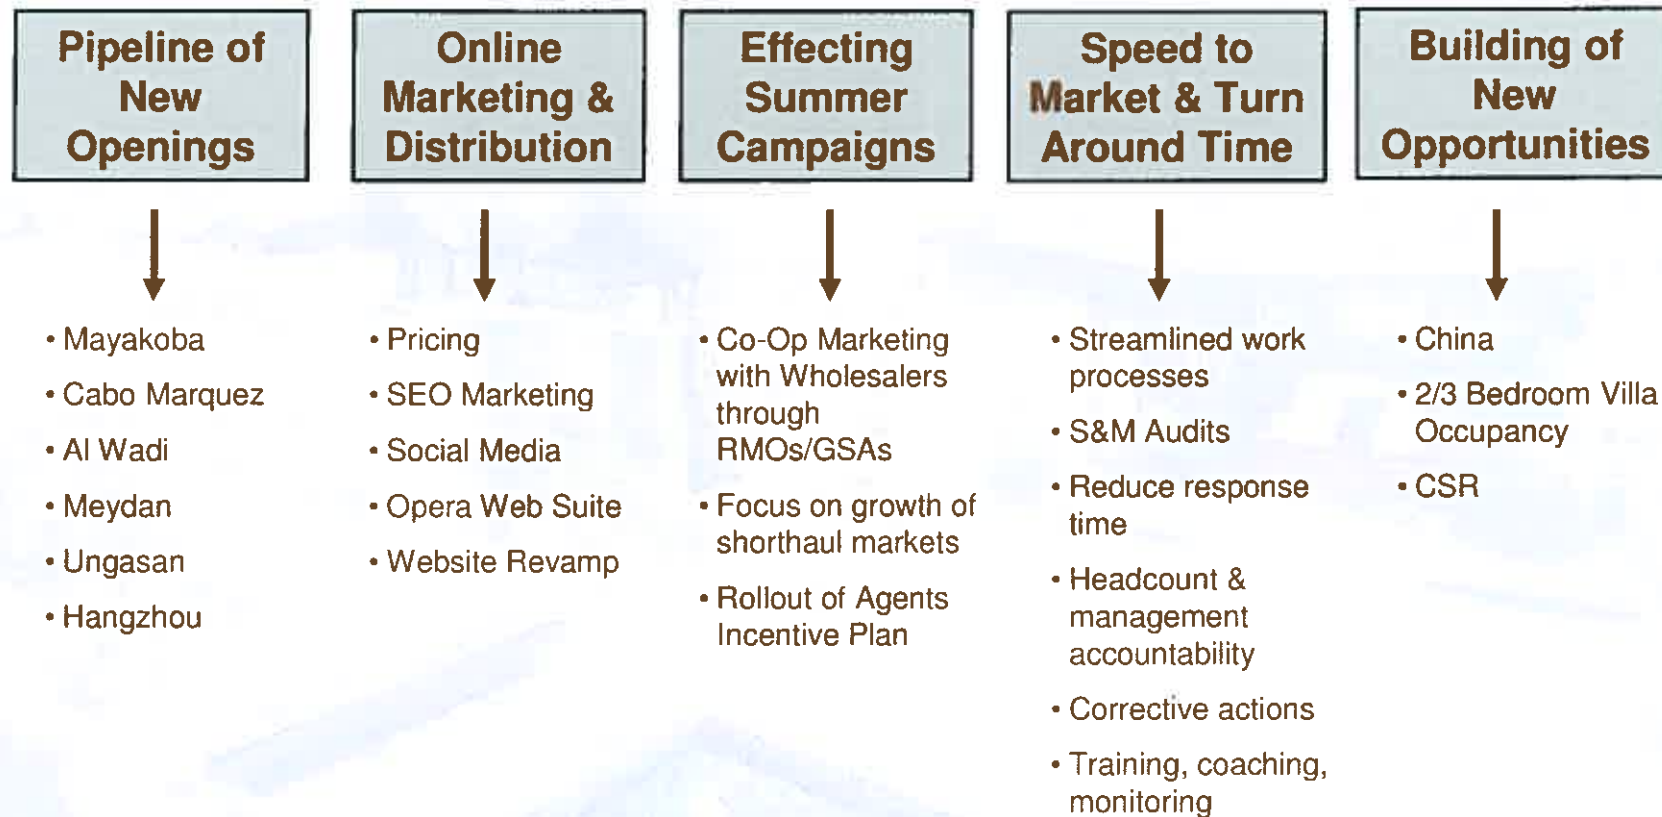 Pipeline of
New
Openings
• Mayakoba
• Cabo Marquez
• Al Wadi
• Meydan
• Ungasan
• Hangzhou
Online
Marketing &
Distribution
• Pricing
• SEO Marketing
• Social Media
• Opera Web Suite
• Website Revamp
Effecting
Summer
Campaigns
• Co-Op Marketing
with Wholesalers
through
RMOs/GSAs
• Focus on growth of
shorthaul markets
• Rollout of Agents
Incentive Plan
Speed to
Market & Turn
Around Time
• Streamlined work
processes
• S&M Audits
• Reduce response
time
• Headcount &
management
accountability
• Corrective actions
• Training, coaching,
monitoring
Building of
New
Opportunities
• China
• 2/3 Bedroom Villa
Occupancy
• CSR